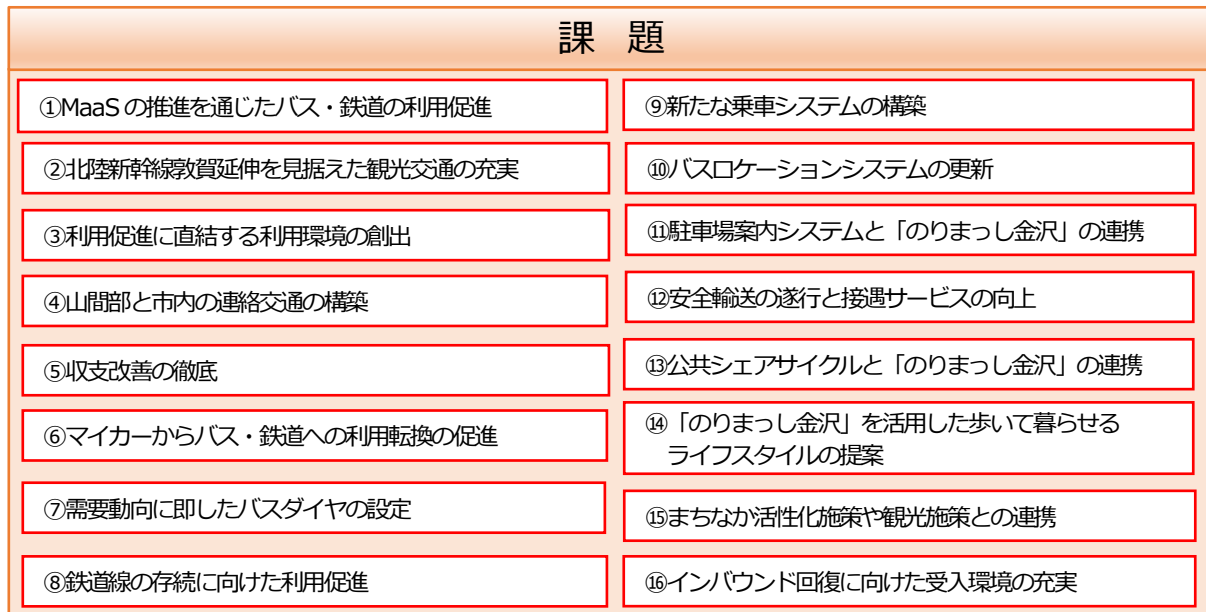 課 題
①MaaSの推進を通じたバス・鉄道の利用促進
②北陸新幹線敦賀延伸を見据えた観光交通の充実
③利用促進に直結する利用環境の創出
④山間部と市内の連絡交通の構築
⑤収支改善の徹底
⑥マイカーからバス・鉄道への利用転換の促進
⑦需要動向に即したバスダイヤの設定
⑧鉄道線の存続に向けた利用促進
⑨新たな乗車システムの構築
⑩バスロケーションシステムの更新
⑪駐車場案内システムと「のりまっし金沢」の連携
⑫安全輸送の遂行と接遇サービスの向上
⑬公共シェアサイクルと「のりまっし金沢」の連携
⑭「のりまっし金沢」を活用した歩いて暮らせる
ライフスタイルの提案
⑮まちなか活性化施策や観光施策との連携
⑯インバウンド回復に向けた受入環境の充実